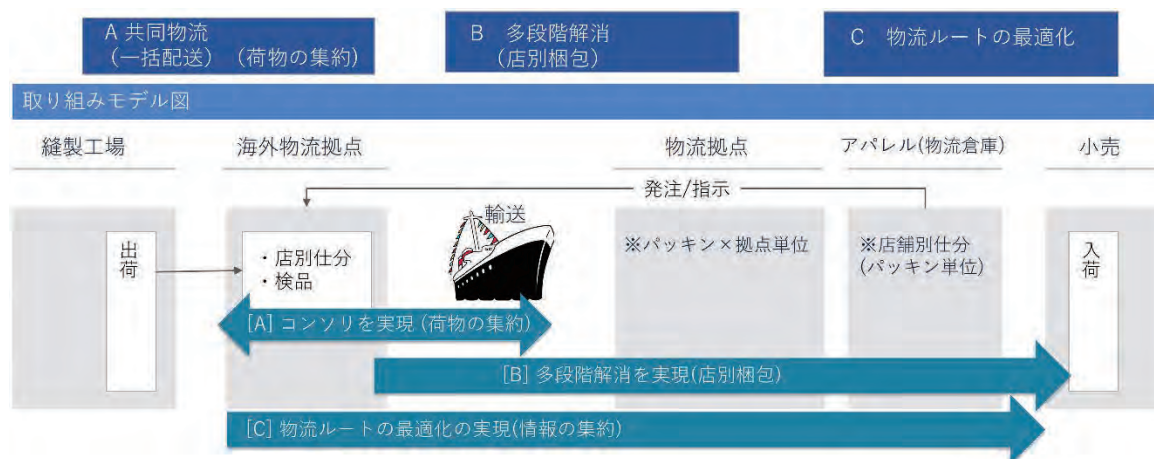 A 共同物流
(一括配送) (荷物の集約)
B 多段階解消
(店別梱包)
C 物流ルートの最適化
取り組みモデル図
縫製工場
海外物流拠点
物流拠点
アパレル(物流倉庫)
小売
発注/指示
出荷
・店別仕分
・検品
輸送
※パッキン×拠点単位
※店舗別仕分
(パッキン単位)
入荷
[A] コンソリを実現 (荷物の集約)
[B] 多段階解消を実現(店別梱包)
[C] 物流ルートの最適化の実現(情報の集約)